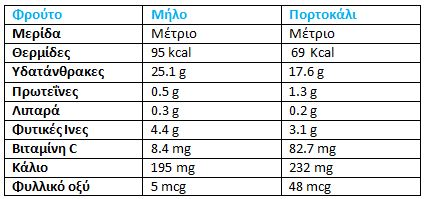 Φρούτο Μήλο Πορτοκάλι
Μερίδα Μέτριο Μέτριο
Θερμίδες 95 kcal 69 Kcal
Υδατάνθρακες 25.1 g 17.6 g
Πρωτεΐνες 0.5 g 1.3 g
Λιπαρά 0.3 g 0.2 g
Φυτικές Ινες 4.4 g 3.1 g
Βιταμίνη C 8.4 mg 82.7 mg
Κάλιο 195 mg 232 mg
Φυλλικό οξύ 5 mcg 48 mcg